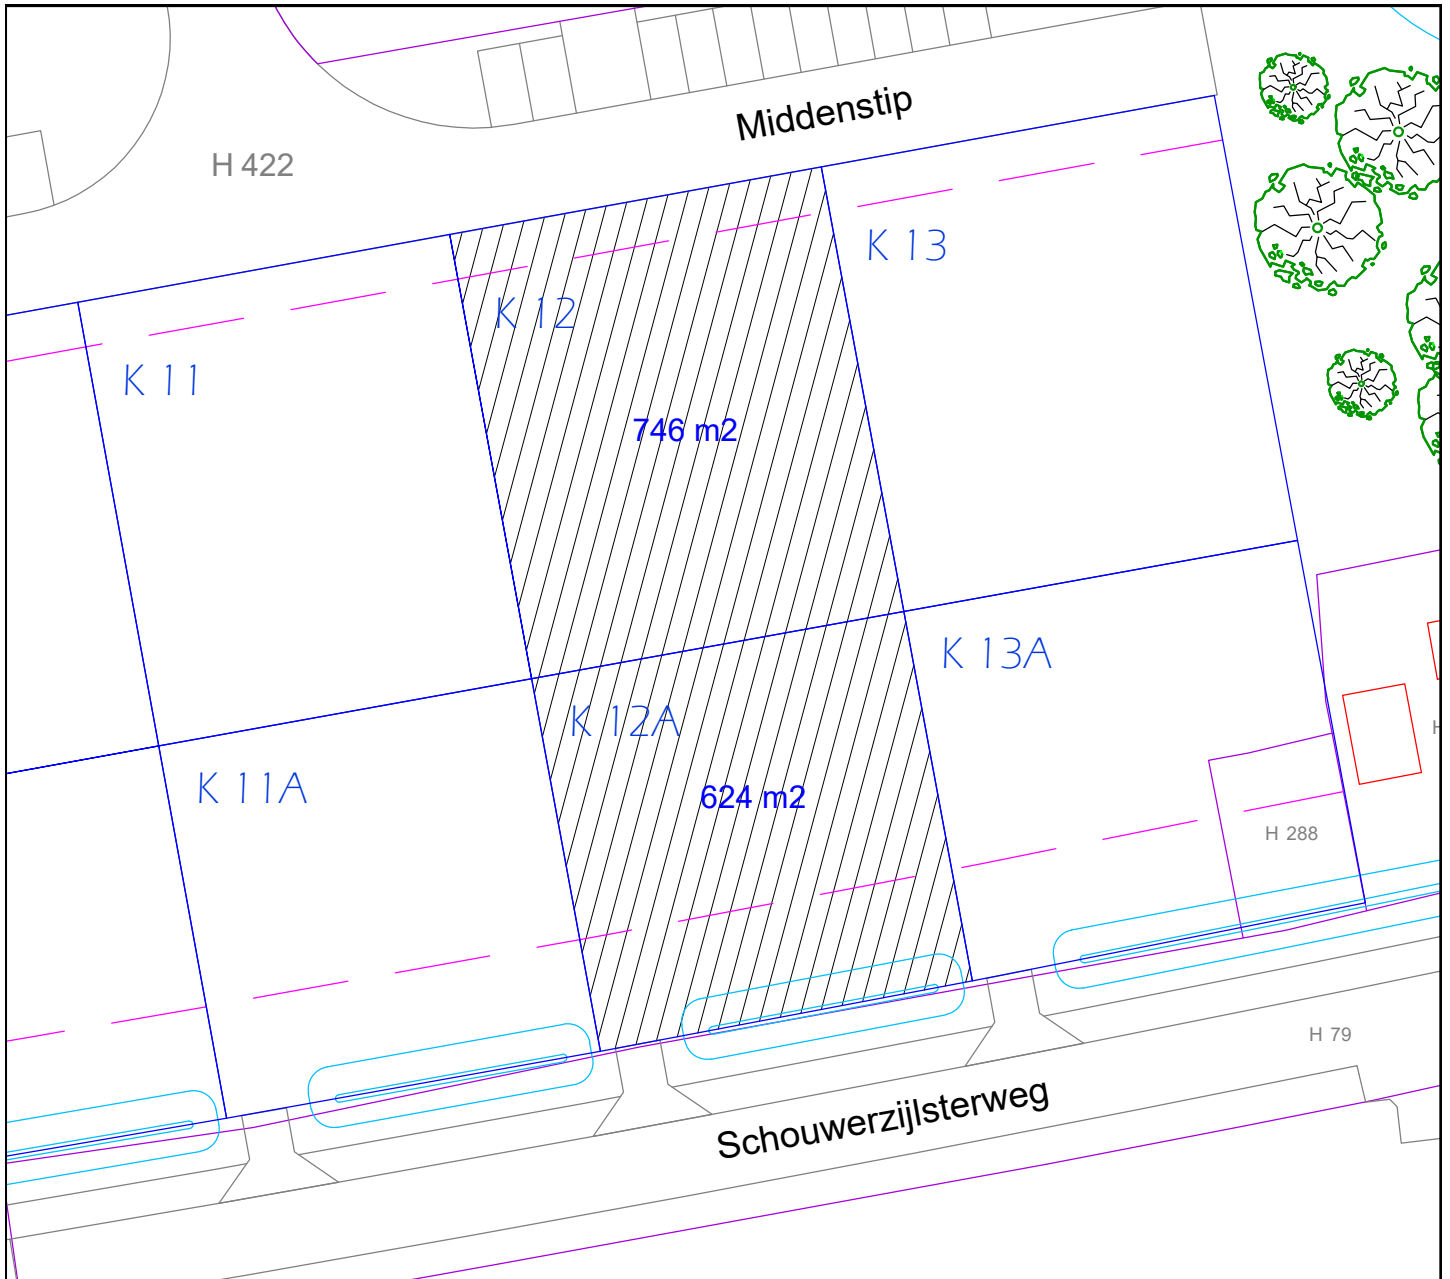 Middenstip
H 422
K 13
K 12
K 11
746 m2
K 13A
K 12A
K 11A
624 m2
H 288
H 79
Schouwerzijlsterweg